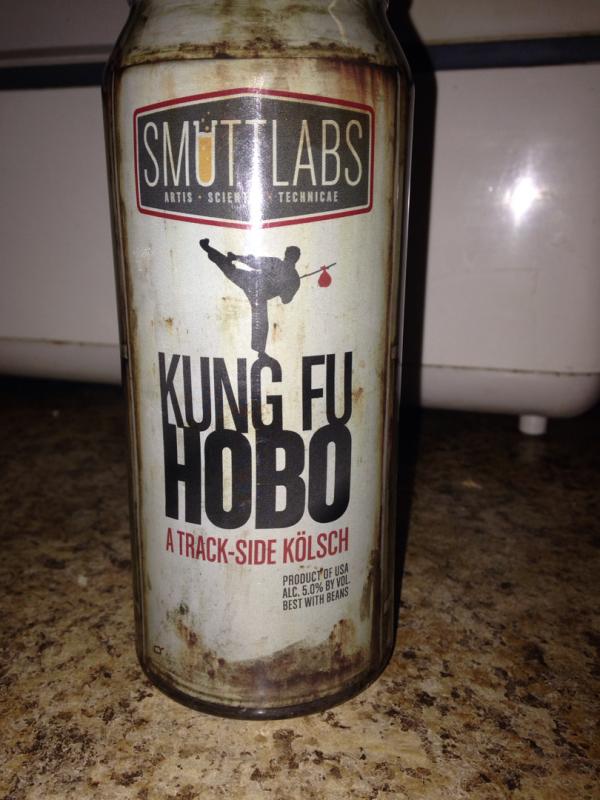 SMUTTLABS
ARTIS · SCIENTIA · TECHNICAE
KUNG FU
HOBO
A TRACK-SIDE KÖLSCH
PRODUCT OF USA
ALC. 5.0% BY VOL.
BEST WITH BEANS